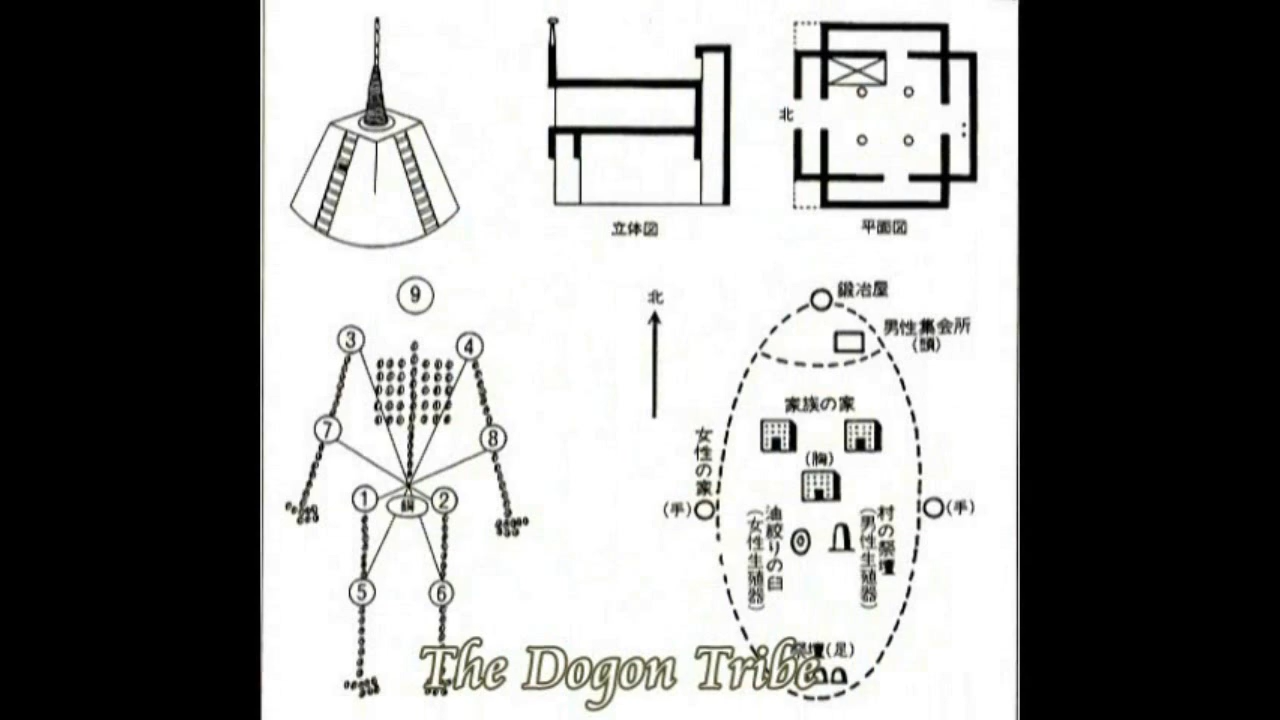 立体図
北
平面図
9
3
4
7
8
1
2
5
6
北
鍛冶屋
男性集会所
(頭)
家族の家
(胸)
女性の家
(手)
(手)
油絞りの臼
(女性生殖器)
村の祭壇
(男性生殖器)
祭壇(足)
The Dogon Tribe